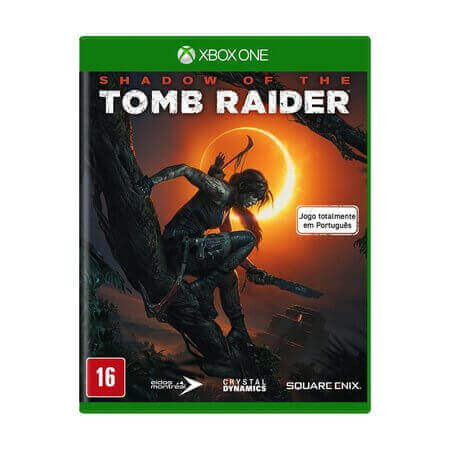 XBOX ONE
SHADOW OF THE
TOMB RAIDER
Jogo totalmente
em Português
16
eidos
montréal
CRYSTAL
DYNAMICS
SQUARE ENIX.